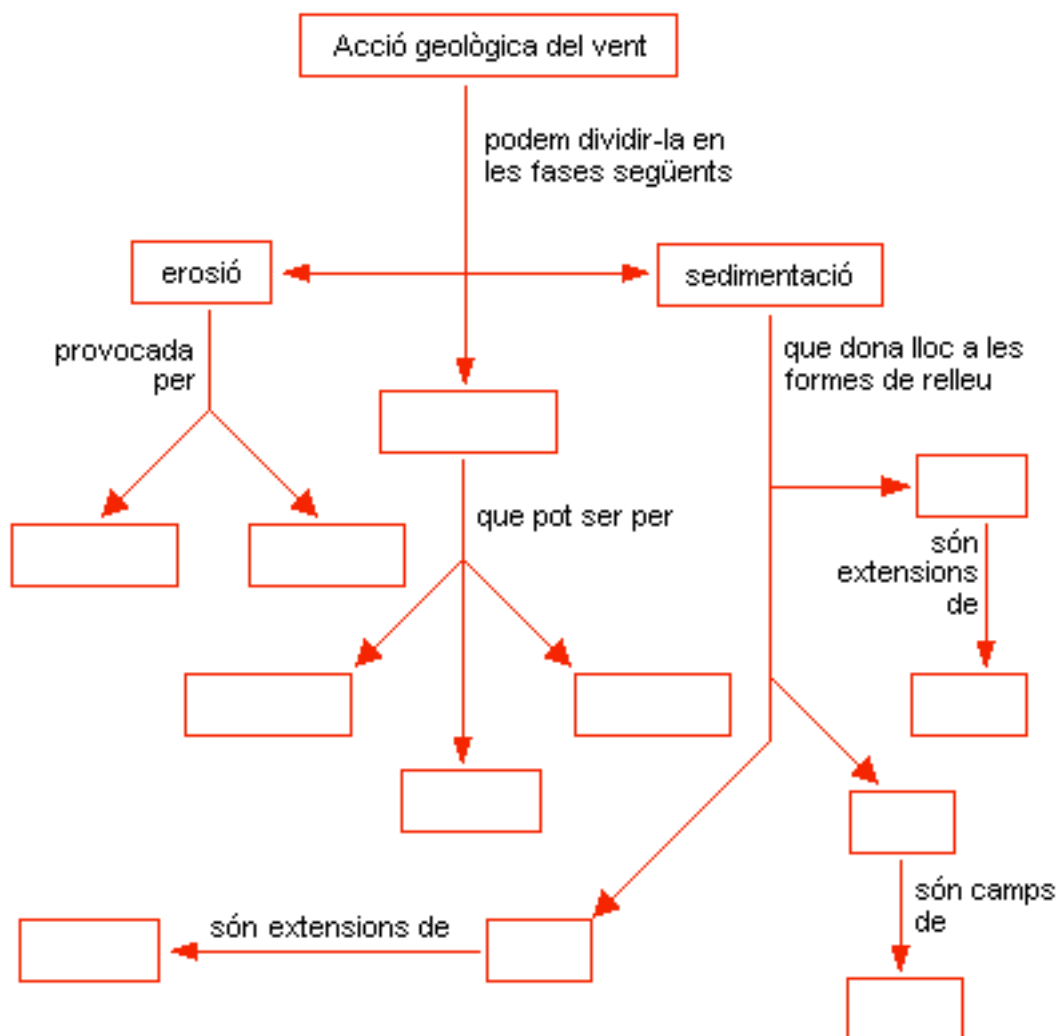 Acció geològica del vent
podem dividir-la en
les fases següents
erosió
sedimentació
provocada
per
que dona lloc a les
formes de relleu
que pot ser per
són
extensions
de
són camps
de
són extensions de